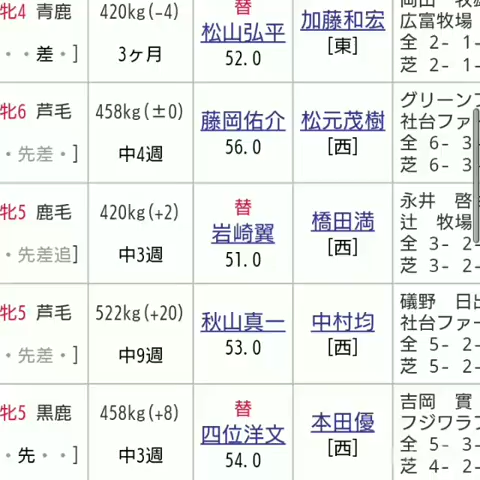 牝4 青鹿
420kg(-4)
替
松山弘平
52.0
加藤和宏
[東]
広富牧場
・・差・]
3ヶ月
全 2- 1-
芝 2- 1-
牝6 芦毛
458kg(±0)
藤岡佑介
56.0
松元茂樹
[西]
グリーンフ
社台ファ
・先差・]
中4週
全 6- 3
芝 6- 3
牝5 鹿毛
420kg(+2)
替
岩崎翼
51.0
橋田満
[西]
永井 啓
辻 牧場
・先差追]
中3週
全 3- 2
芝 3- 2-
牝5 芦毛
522kg(+20)
秋山真一
53.0
中村均
[西]
礒野 日出
社台ファー
・先差・]
中9週
全 5- 2-
芝 5- 2-
牝5 黒鹿
458kg(+8)
替
四位洋文
54.0
本田優
[西]
吉岡 實
フジワラフ
・先・・]
中3週
全 5- 3-
芝 4- 2-